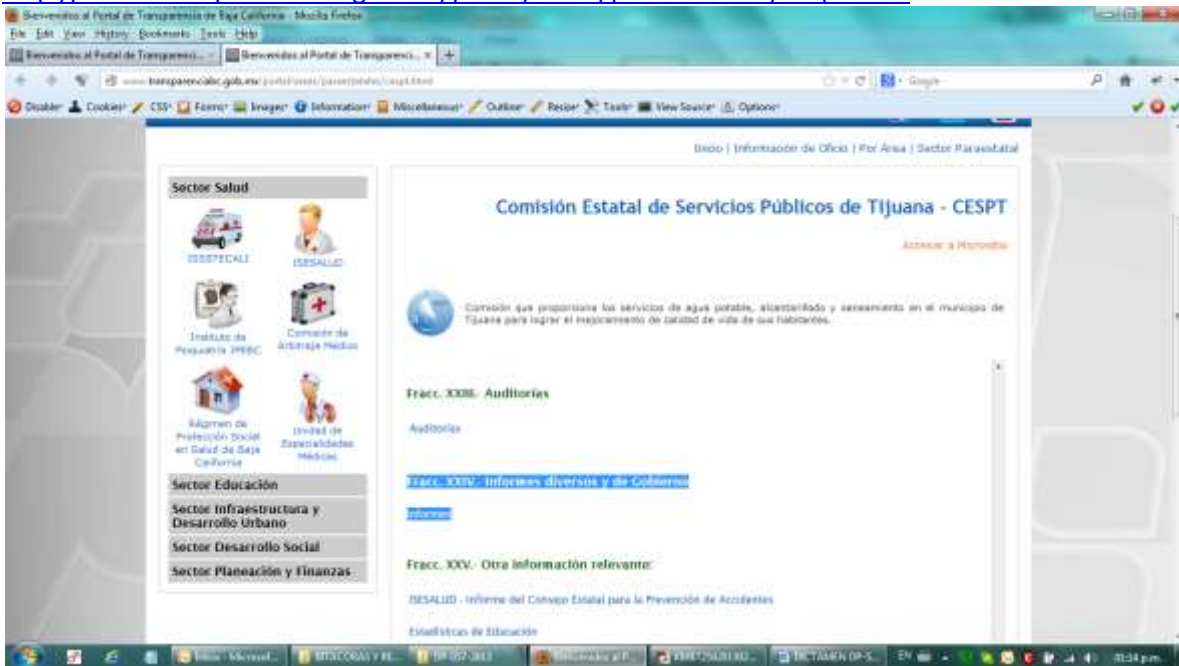 Bienvenidos al Portal de Transparencia de Baja California - Mozilla Firefox
File Edit View History Bookmarks Tools Help
Bienvenidos al Portal de Transparenci... Bienvenidos al Portal de Transparenci...
Google
Disable Cookies CSS Forms Images Information Miscellaneous Outline Resize Tools View Source Options
Inicio | Información de Oficio | Por Área | Sector Paraestatal
Sector Salud
ISSSTECALI
ISESALUD
Instituto de Psiquiatría IPEBC
Comisión de Arbitraje Médico
Régimen de Protección Social en Salud de Baja California
Unidad de Especialidades Médicas
Sector Educación
Sector Infraestructura y Desarrollo Urbano
Sector Desarrollo Social
Sector Planeación y Finanzas
Comisión Estatal de Servicios Públicos de Tijuana - CESPT
Accesar a Micrositio
Comisión que proporciona los servicios de agua potable, alcantarillado y saneamiento en el municipio de
Tijuana para lograr el mejoramiento de calidad de vida de sus habitantes.
Fracc. XXIII.- Auditorías
Auditorías
Fracc. XXIV.- Informes diversos y de Gobierno
Informes
Fracc. XXV.- Otra información relevante:
ISESALUD - Informe del Consejo Estatal para la Prevención de Accidentes
Estadísticas de Educación